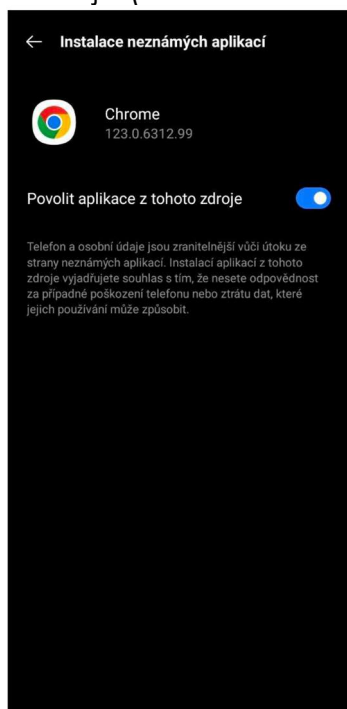 ← Instalace neznámých aplikací
Chrome
123.0.6312.99
Povolit aplikace z tohoto zdroje
Telefon a osobní údaje jsou zranitelnější vůči útoku ze
strany neznámých aplikací. Instalací aplikací z tohoto
zdroje vyjadřujete souhlas s tím, že nesete odpovědnost
za případné poškození telefonu nebo ztrátu dat, které
jejich používání může způsobit.